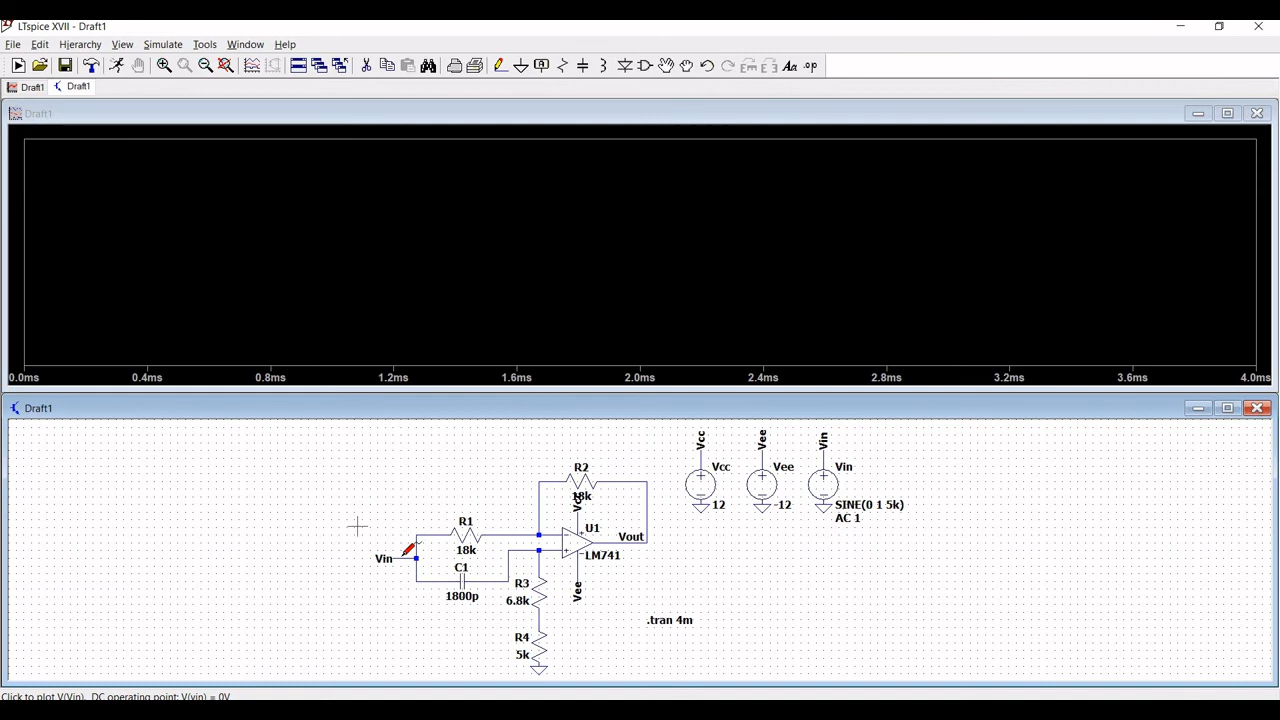 LTspice XVII - Draft1
File Edit Hierarchy View Simulate Tools Window Help
Draft1 Draft1
Draft1
0.0ms 0.4ms 0.8ms 1.2ms 1.6ms 2.0ms 2.4ms 2.8ms 3.2ms 3.6ms 4.0ms
Draft1
Vcc Vee Vin
R2 Vcc Vee Vin
18k
Vcc
12 -12 SINE(0 1 5k)
AC 1
R1 U1
Vout
18k LM741
Vin
C1
1800p
R3
6.8k
Vee
.tran 4m
R4
5k
Click to plot V(Vin). DC operating point: V(vin) = 0V